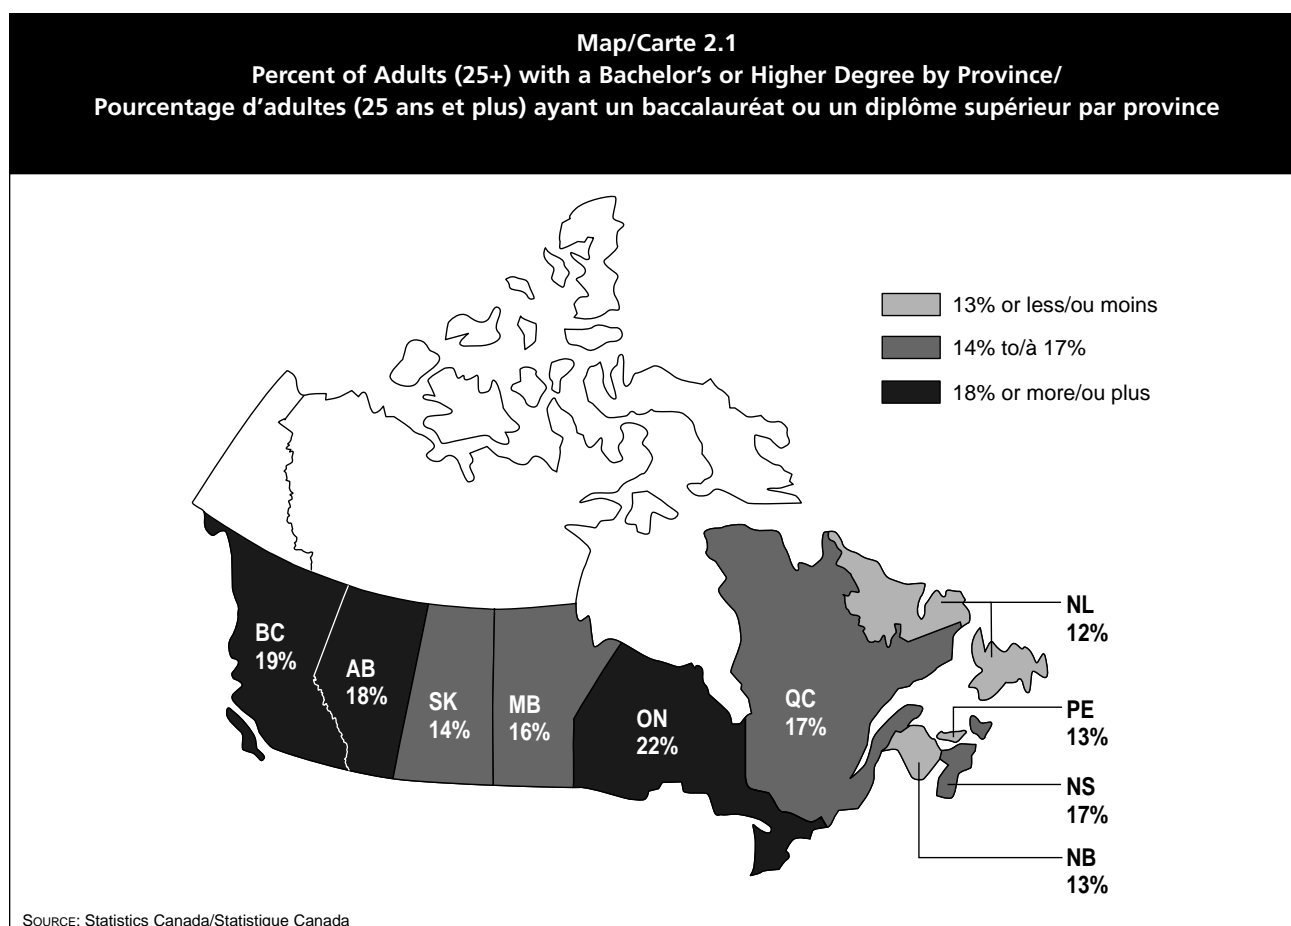 Map/Carte 2.1
Percent of Adults (25+) with a Bachelor's or Higher Degree by Province/
Pourcentage d'adultes (25 ans et plus) ayant un baccalauréat ou un diplôme supérieur par province
13% or less/ou moins
14% to/à 17%
18% or more/ou plus
BC
19%
AB
18%
SK
14%
MB
16%
ON
22%
QC
17%
NL
12%
PE
13%
NS
17%
NB
13%
SOURCE: Statistics Canada/Statistique Canada